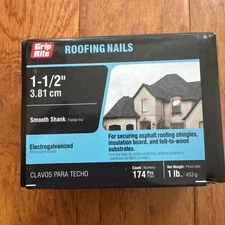 Grip
Rite
ROOFING NAILS
1-1/2"
3.81 cm
Smooth Shank /
For securing asphalt roofing shingles,
insulation board, and felt-to-wood
substrates.
Electrogalvanized
CLAVOS PARA TECHO
Count /
174 Pcs
Net Weight /
1 lb. / 453 g